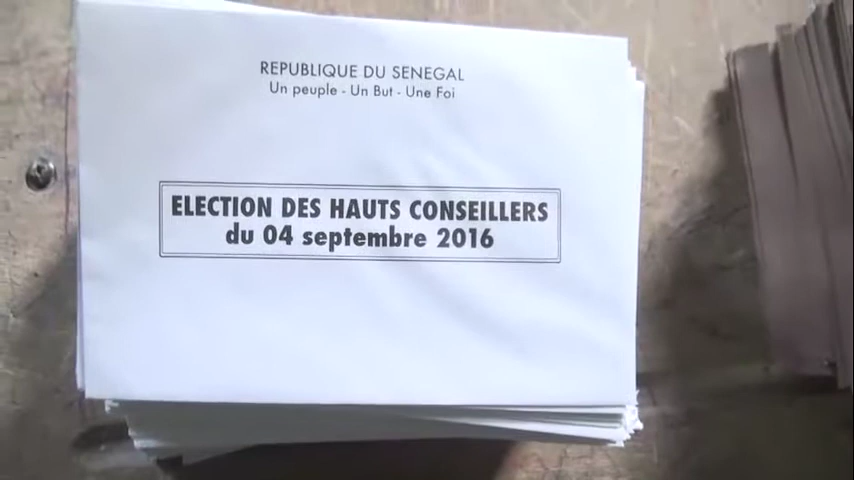 REPUBLIQUE DU SENEGAL
Un peuple - Un But - Une Foi
ELECTION DES HAUTS CONSEILLERS
du 04 septembre 2016